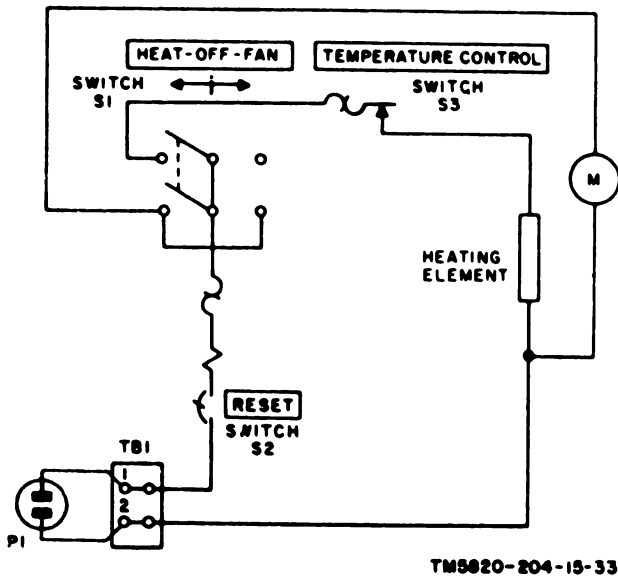 HEAT-OFF-FAN
TEMPERATURE CONTROL
SWITCH
S1
SWITCH
S3
M
HEATING
ELEMENT
RESET
SWITCH
S2
TB1
1
2
P1
TM5820-204-15-33